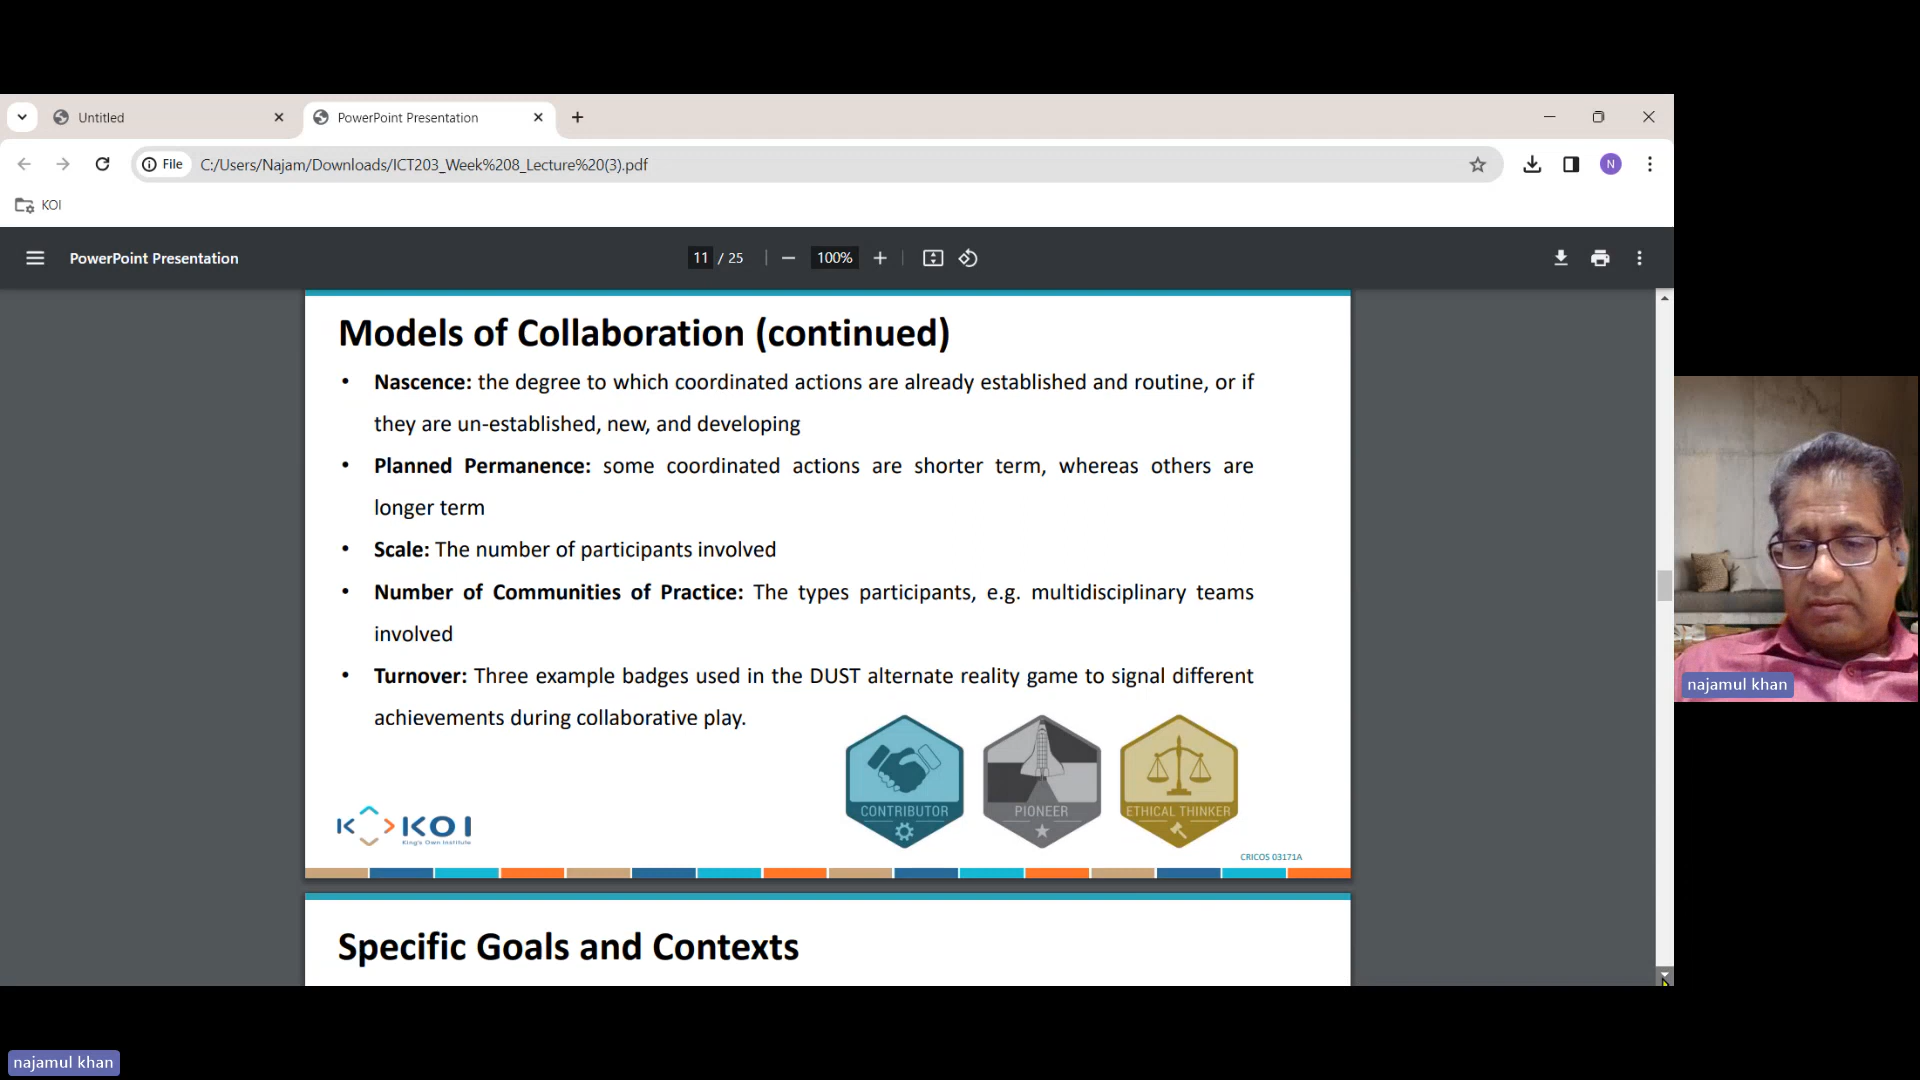 Untitled
PowerPoint Presentation
File
C:/Users/Najam/Downloads/ICT203_Week%208_Lecture%20(3).pdf
N
KOI
PowerPoint Presentation
11 / 25
100%
Models of Collaboration (continued)
• Nascence: the degree to which coordinated actions are already established and routine, or if
they are un-established, new, and developing
• Planned Permanence: some coordinated actions are shorter term, whereas others are
longer term
• Scale: The number of participants involved
• Number of Communities of Practice: The types participants, e.g. multidisciplinary teams
involved
• Turnover: Three example badges used in the DUST alternate reality game to signal different
achievements during collaborative play.
CONTRIBUTOR
PIONEER
ETHICAL THINKER
KOI
King's Own Institute
CRICOS 03171A
Specific Goals and Contexts
najamul khan
najamul khan